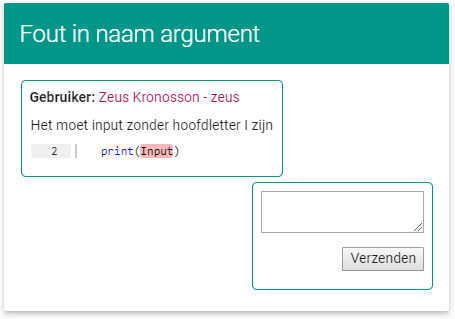 Fout in naam argument
Gebruiker: Zeus Kronosson - zeus
Het moet input zonder hoofdletter I zijn
2 print(Input)
Verzenden